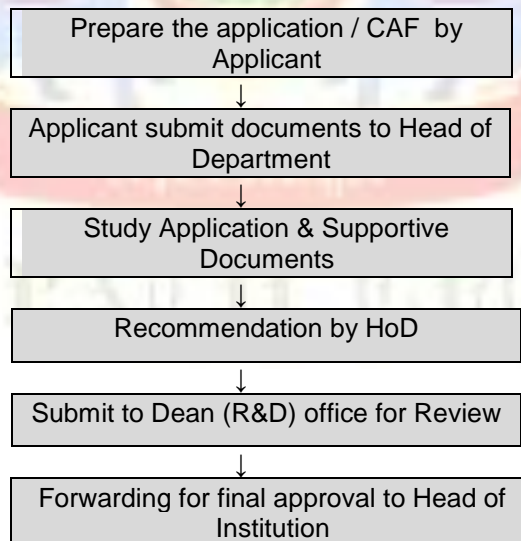 Prepare the application / CAF by
Applicant
↓
Applicant submit documents to Head of
Department
↓
Study Application & Supportive
Documents
↓
Recommendation by HoD
↓
Submit to Dean (R&D) office for Review
↓
Forwarding for final approval to Head of
Institution